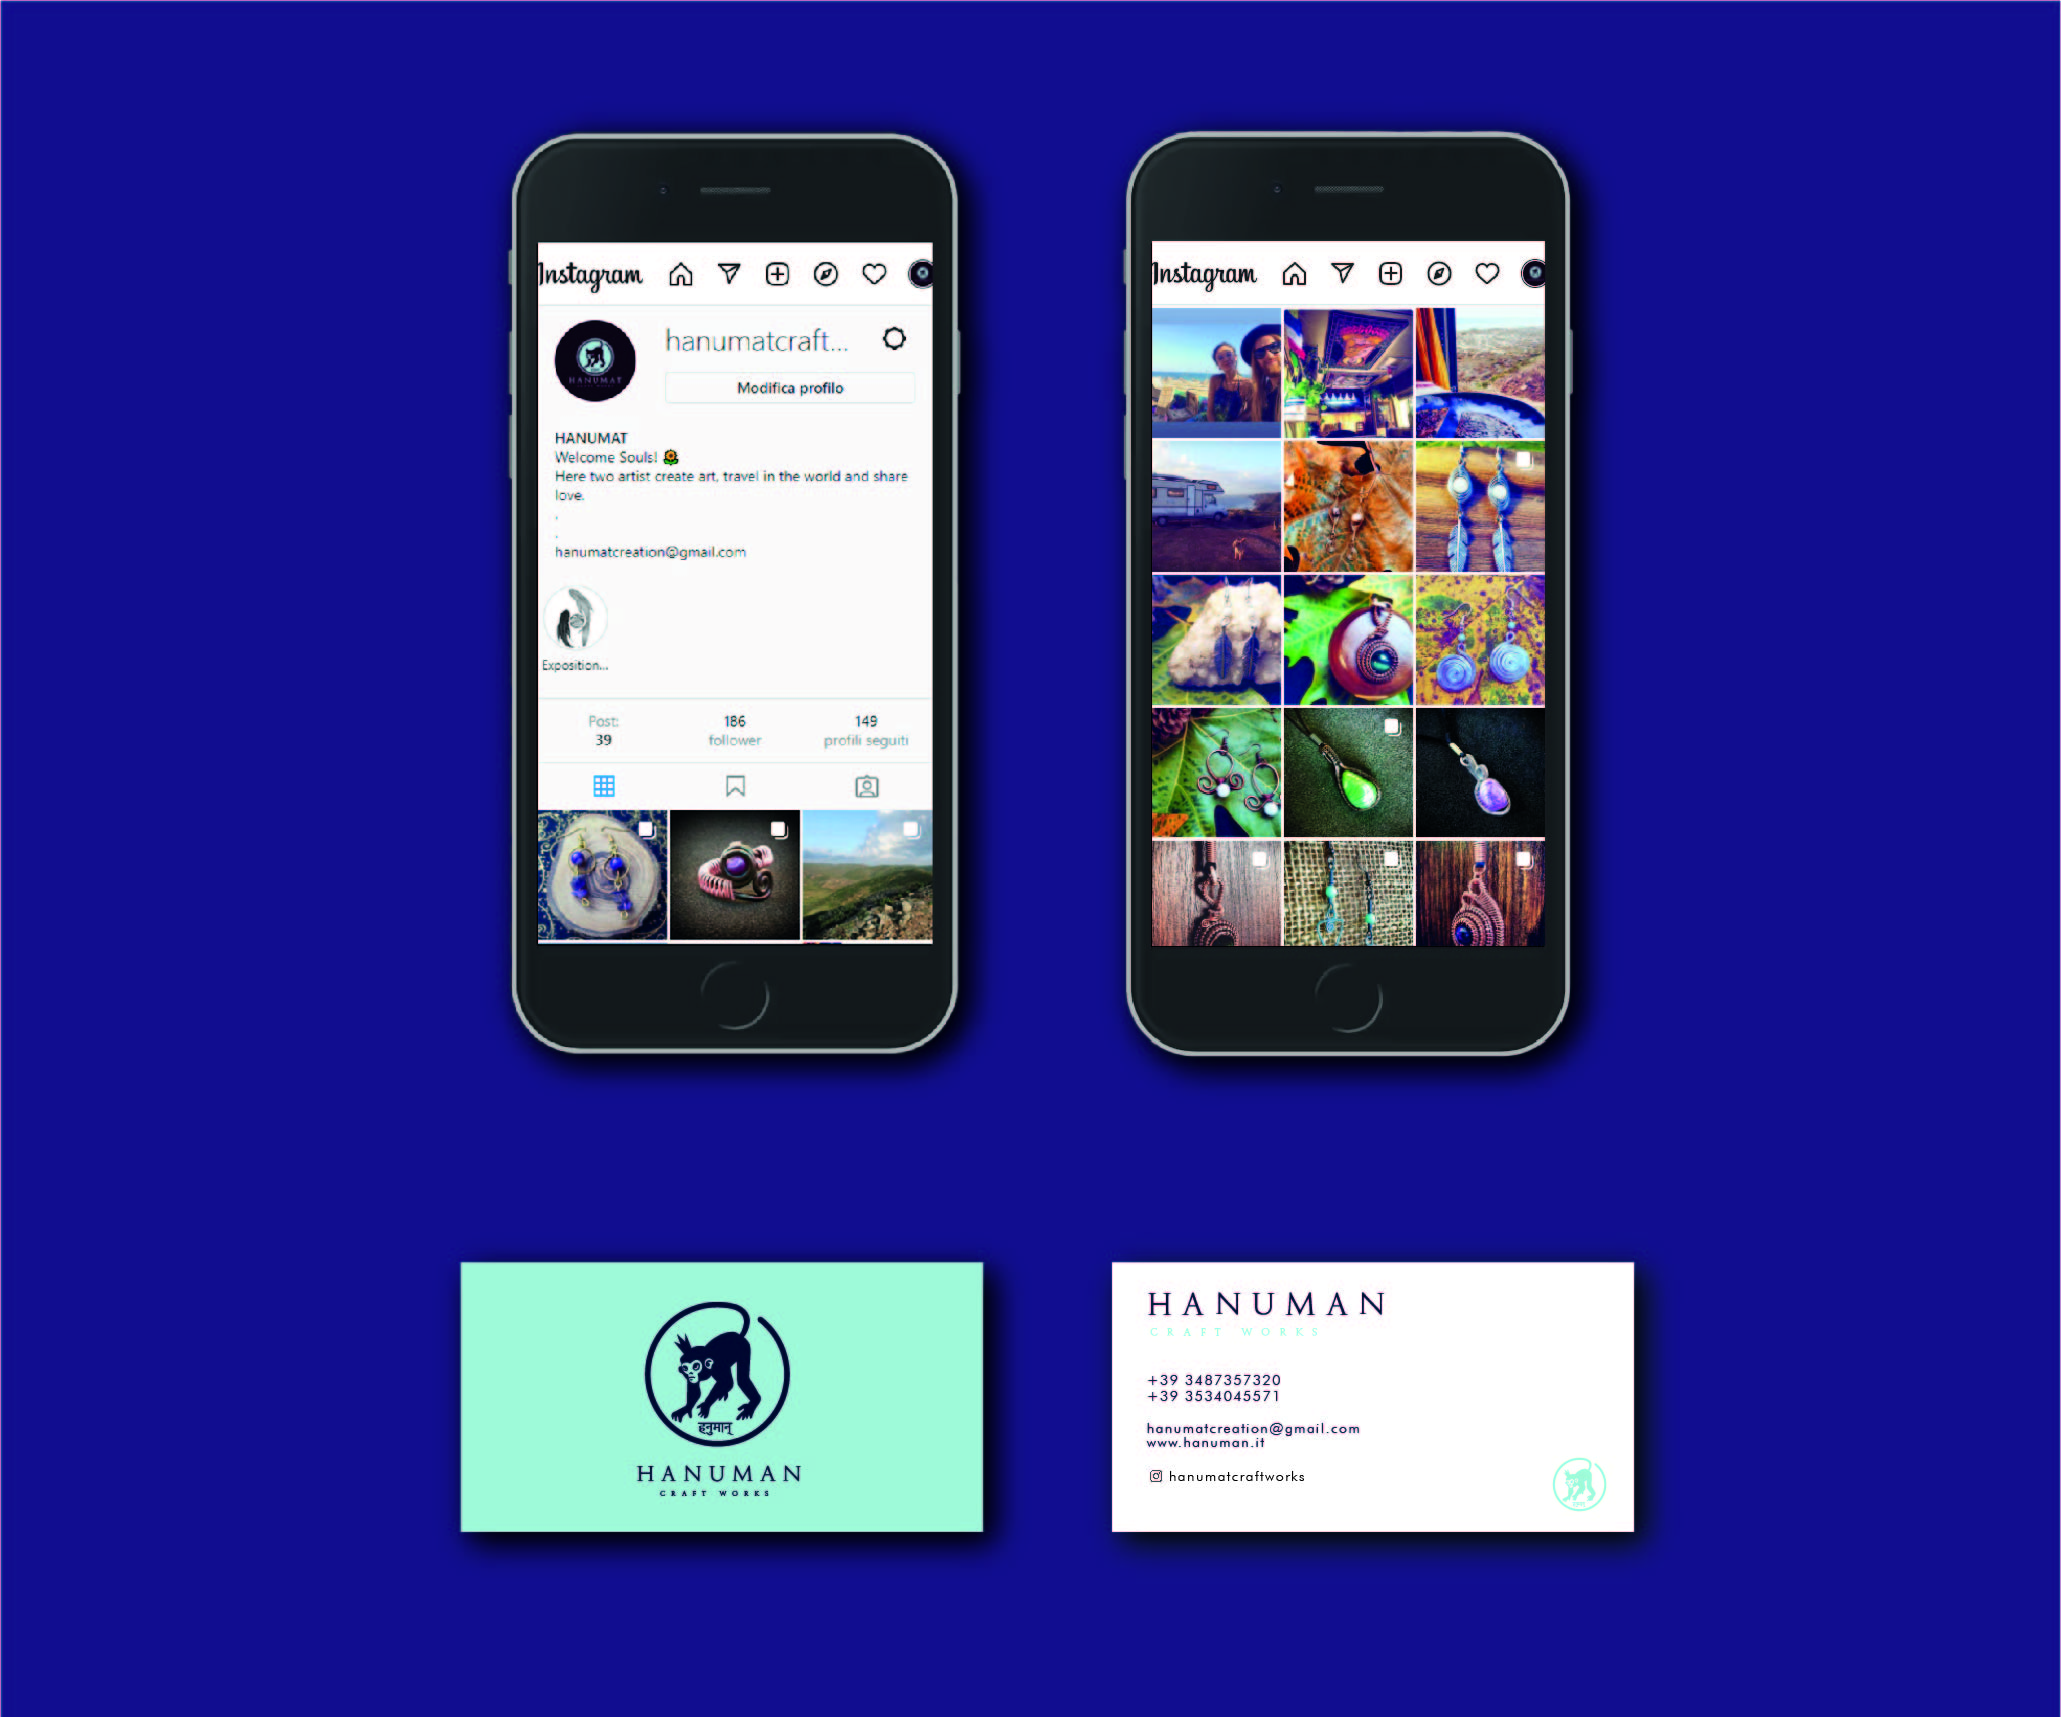 Instagram
hanumatcraft...
Modifica profilo
HANUMAT
HANUMAT
Welcome Souls! 🌻
Here two artist create art, travel in the world and share
love.
.
.
hanumatcreation@gmail.com
Exposition...
Post:
39
186
follower
149
profili seguiti
Instagram
हनुमान्
HANUMAN
CRAFT WORKS
HANUMAN
CRAFT WORKS
+39 3487357320
+39 3534045571
hanumatcreation@gmail.com
www.hanuman.it
hanumatcraftworks